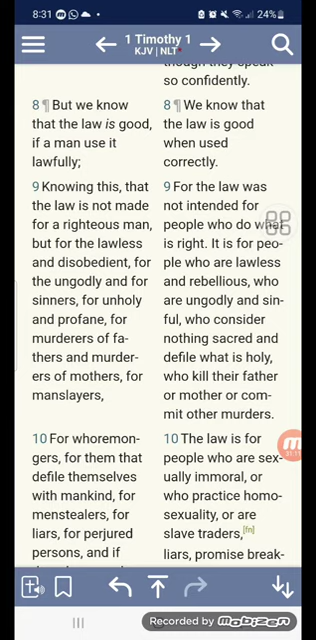 8:31
24%
1 Timothy 1
KJV | NLT
though they speak
so confidently.
8 ¶ But we know
that the law is good,
if a man use it
lawfully;
9 Knowing this, that
the law is not made
for a righteous man,
but for the lawless
and disobedient, for
the ungodly and for
sinners, for unholy
and profane, for
murderers of fa-
thers and murder-
ers of mothers, for
manslayers,
10 For whoremon-
gers, for them that
defile themselves
with mankind, for
menstealers, for
liars, for perjured
persons, and if
8 ¶ We know that
the law is good
when used
correctly.
9 For the law was
not intended for
people who do what
is right. It is for peo-
ple who are lawless
and rebellious, who
are ungodly and sin-
ful, who consider
nothing sacred and
defile what is holy,
who kill their father
or mother or com-
mit other murders.
10 The law is for
people who are sex-
ually immoral, or
who practice homo-
sexuality, or are
slave traders,[fn]
liars, promise break-
Recorded by mobizen